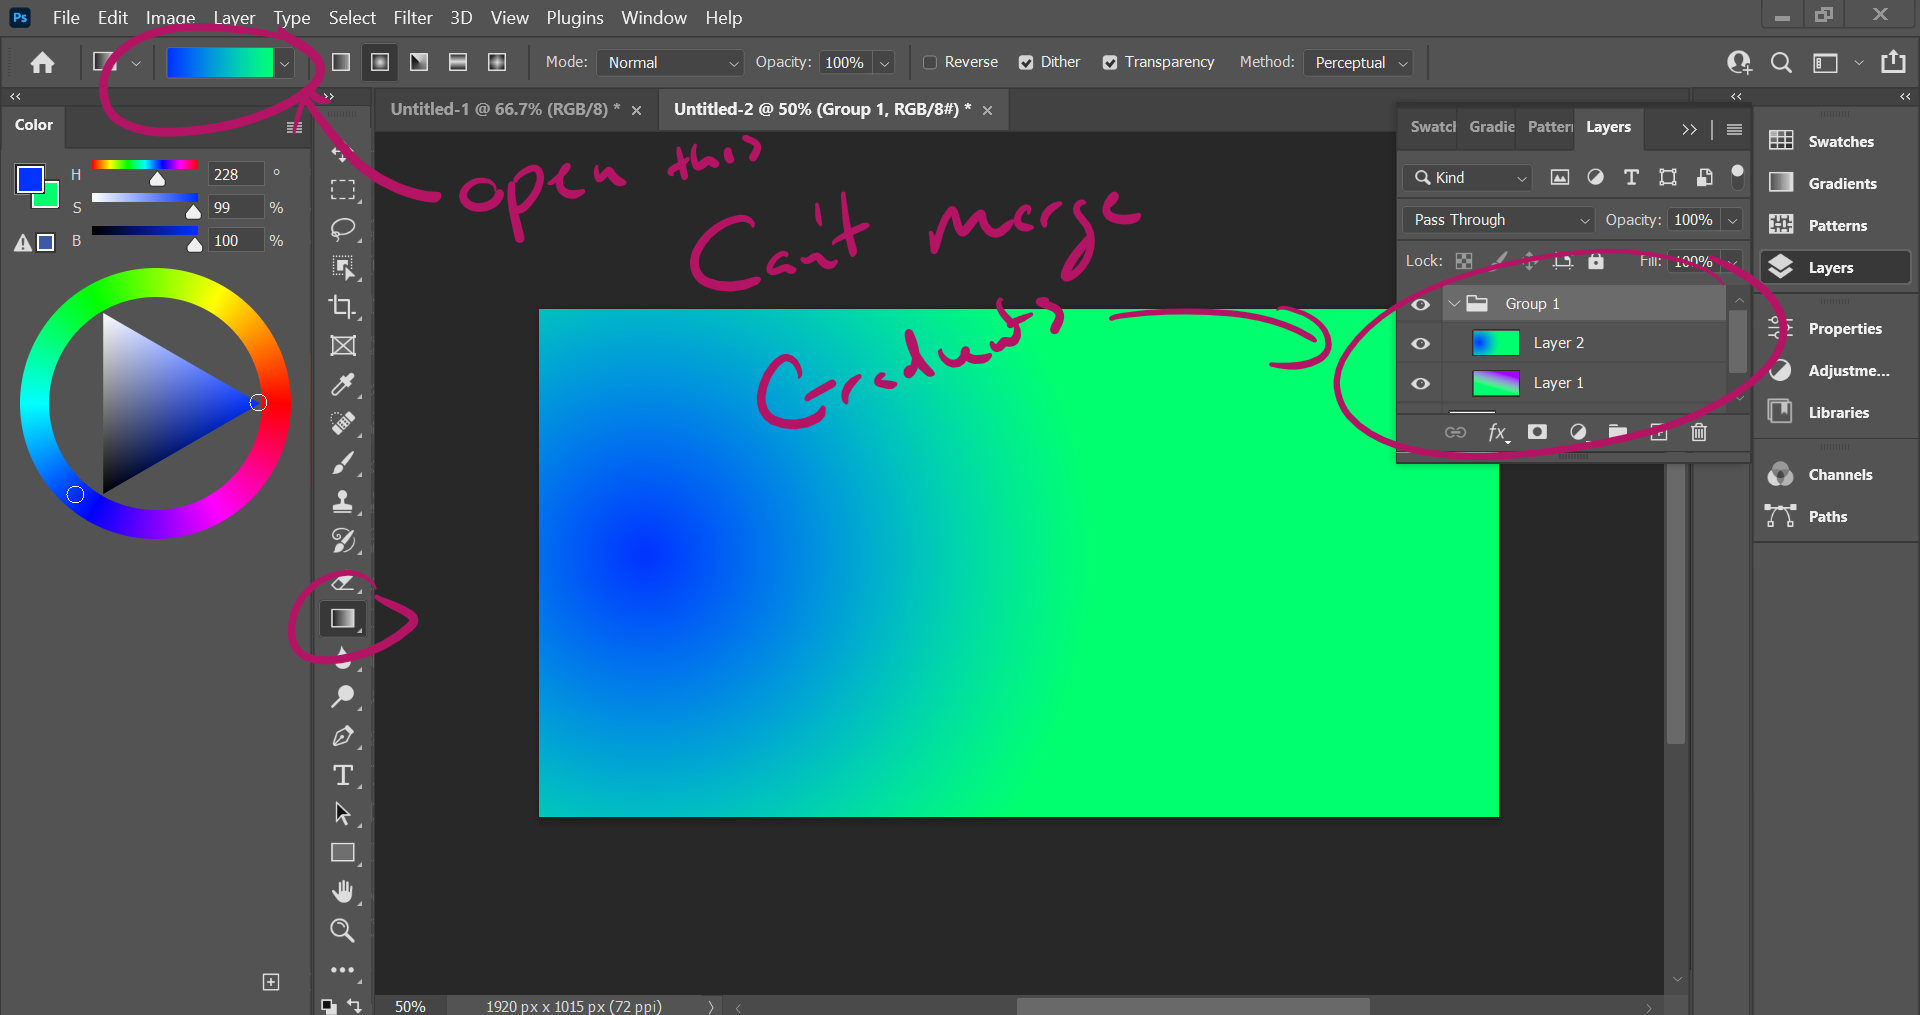 Ps File Edit Image Layer Type Select Filter 3D View Plugins Window Help
Mode: Normal Opacity: 100% Reverse Dither Transparency Method: Perceptual
Color
Untitled-1 @ 66.7% (RGB/8) * × Untitled-2 @ 50% (Group 1, RGB/8#) * ×
H 228 °
S 99 %
B 100 %
open this
Can't merge
Gradients
Swatch Gradie Pattern Layers
Kind
Pass Through Opacity: 100%
Lock: Fill: 100%
Group 1
Layer 2
Layer 1
Swatches
Gradients
Patterns
Layers
Properties
Adjustme...
Libraries
Channels
Paths
50% 1920 px x 1015 px (72 ppi)